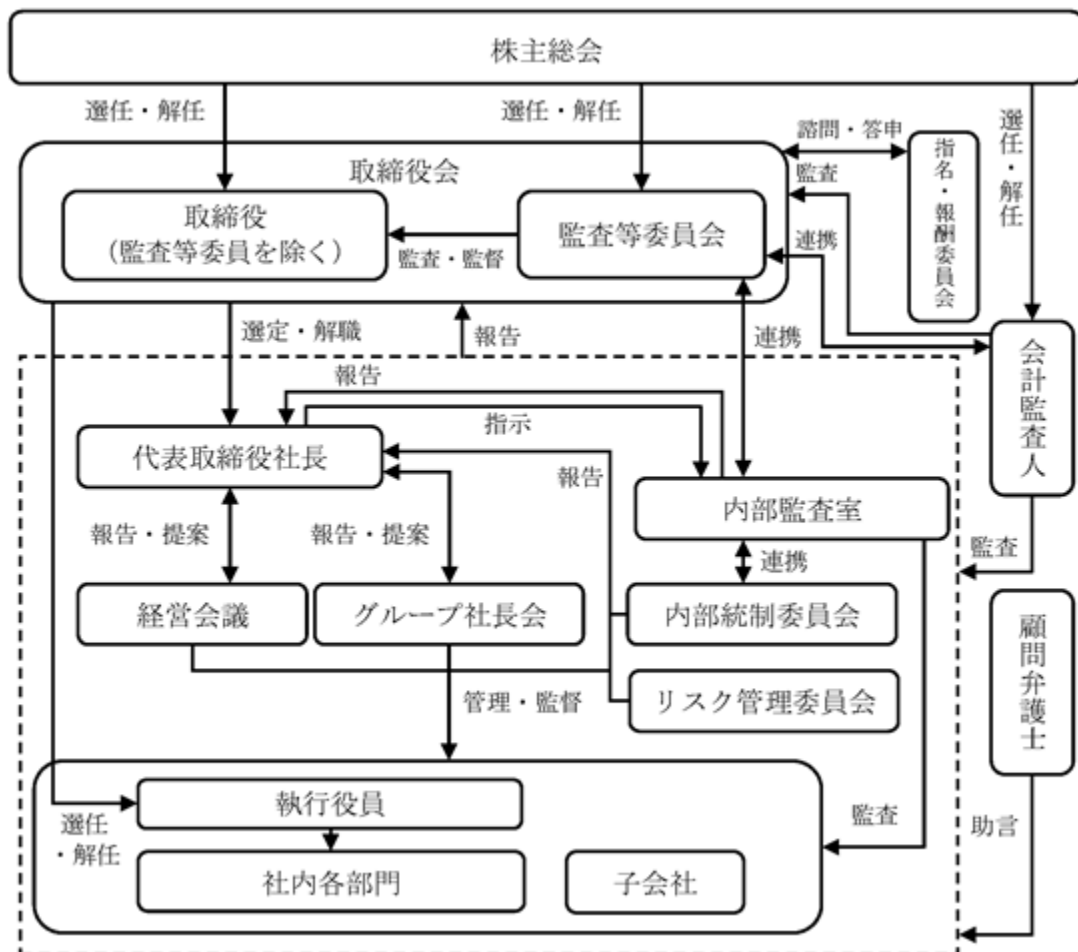 株主総会
選任・解任
選任・解任
選任・解任
諮問・答申
指名・報酬委員会
取締役会
監査
取締役
（監査等委員を除く）
監査等委員会
監査・監督
連携
選定・解職
報告
連携
会計監査人
報告
指示
代表取締役社長
報告
内部監査室
報告・提案
報告・提案
連携
監査
経営会議
グループ社長会
内部統制委員会
顧問弁護士
管理・監督
リスク管理委員会
執行役員
選任
・解任
監査
助言
社内各部門
子会社